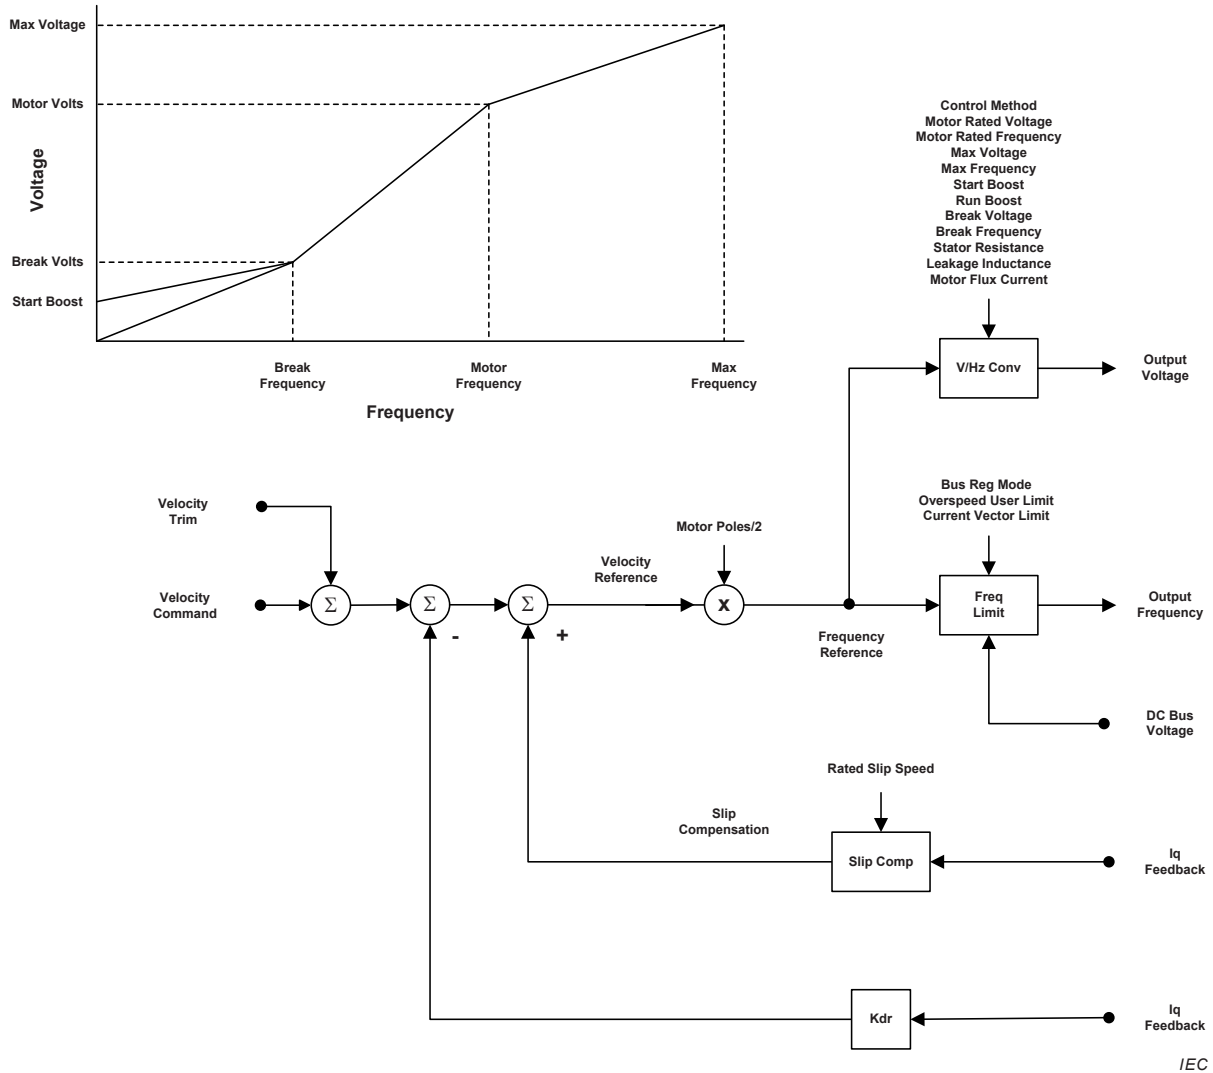 Max Voltage
Motor Volts
Voltage
Break Volts
Start Boost
Break
Frequency
Motor
Frequency
Max
Frequency
Frequency
Control Method
Motor Rated Voltage
Motor Rated Frequency
Max Voltage
Max Frequency
Start Boost
Run Boost
Break Voltage
Break Frequency
Stator Resistance
Leakage Inductance
Motor Flux Current
V/Hz Conv
Output
Voltage
Velocity
Trim
Velocity
Command
Σ
Σ
-
Σ
+
Velocity
Reference
Motor Poles/2
X
Frequency
Reference
Bus Reg Mode
Overspeed User Limit
Current Vector Limit
Freq
Limit
Output
Frequency
DC Bus
Voltage
Rated Slip Speed
Slip
Compensation
Slip Comp
Iq
Feedback
Kdr
Iq
Feedback
IEC